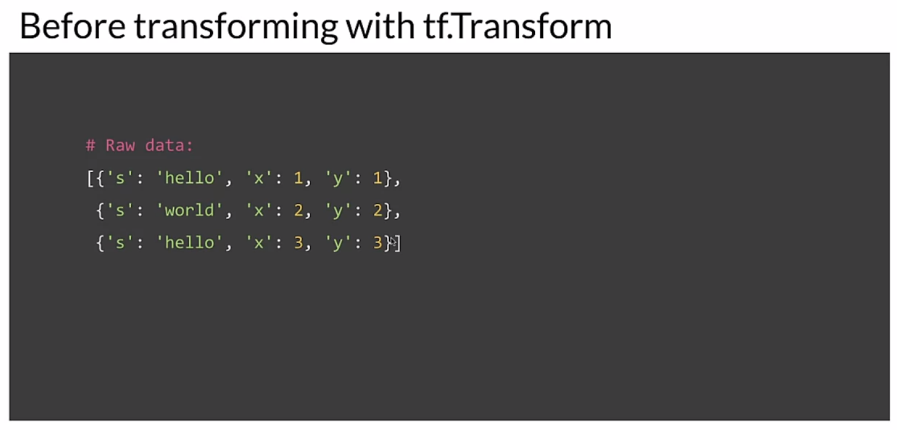 Before transforming with tf.Transform
# Raw data:
[{'s': 'hello', 'x': 1, 'y': 1},
{'s': 'world', 'x': 2, 'y': 2},
{'s': 'hello', 'x': 3, 'y': 3}]